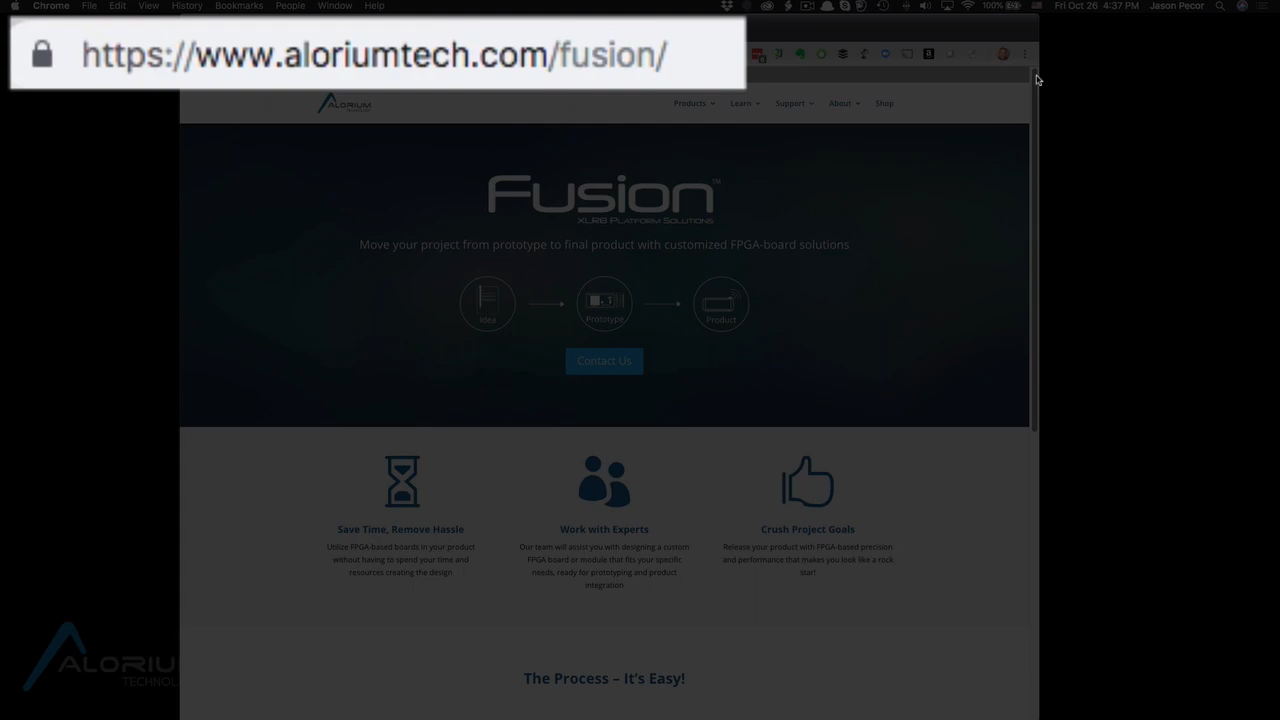 Chrome File Edit View History Bookmarks People Window Help 100% Fri Oct 26 4:37 PM Jason Pecor
https://www.aloriumtech.com/fusion/
ALORIUM
Products Learn Support About Shop
Fusion™
XLR8 Platform Solutions
Move your project from prototype to final product with customized FPGA-board solutions
Idea Prototype Product
Contact Us
Save Time, Remove Hassle
Utilize FPGA-based boards in your product
without having to spend your time and
resources creating the design
Work with Experts
Our team will assist you with designing a custom
FPGA board or module that fits your specific
needs, ready for prototyping and product
integration
Crush Project Goals
Release your product with FPGA-based precision
and performance that makes you look like a rock
star!
ALORIU
TECHNOL
The Process – It's Easy!